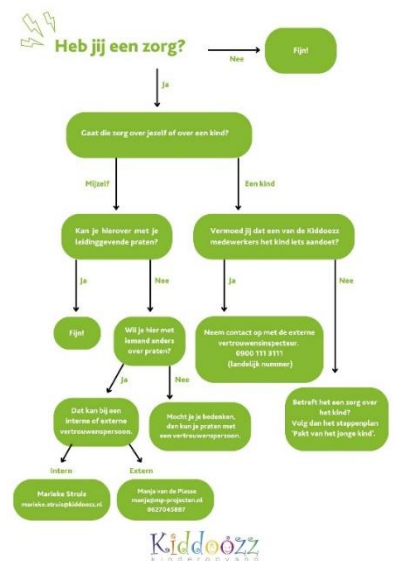 Heb jij een zorg?
Nee
Fijn!
Ja
Gaat die zorg over jezelf of over een kind?
Mijzelf
Een kind
Kan je hierover met je
leidinggevende praten?
Vermoed jij dat een van de Kiddoozz
medewerkers het kind iets aandoet?
Ja
Nee
Ja
Nee
Fijn!
Wil je hier met
iemand anders
over praten?
Neem contact op met de externe
vertrouwensinspecteur.
0900 111 3111
(landelijk nummer)
Ja
Nee
Dat kan bij een
interne of externe
vertrouwenspersoon.
Mocht je je bedenken,
dan kun je praten met
een vertrouwenspersoon.
Betreft het een zorg over
het kind?
Volg dan het stappenplan
'Pakt van het jonge kind'.
Intern
Extern
Marieke Struis
marieke.struis@kiddoozz.nl
Manja van de Plasse
manja@mp-projecten.nl
0627045887
Kiddoozz
kinderopvang